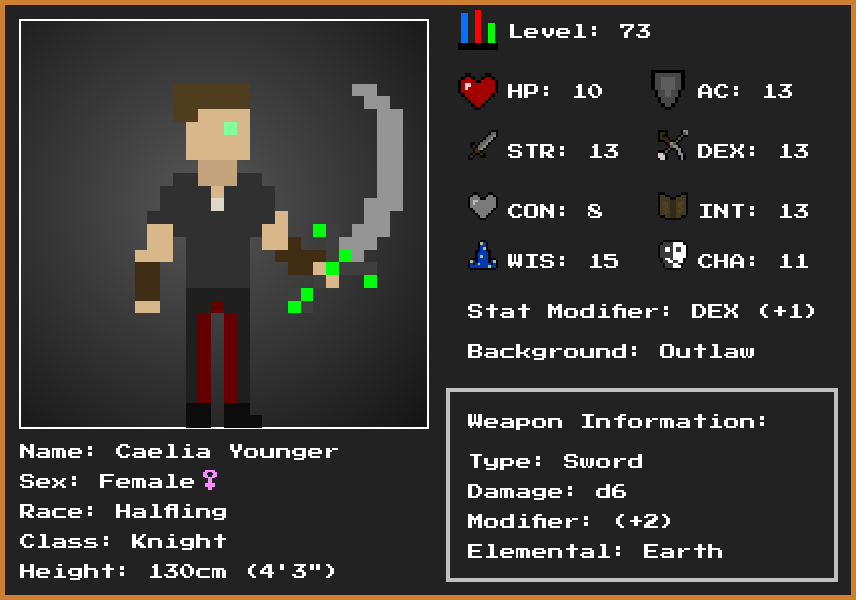 Level: 73
HP: 10 AC: 13
STR: 13 DEX: 13
CON: 8 INT: 13
WIS: 15 CHA: 11
Stat Modifier: DEX (+1)
Background: Outlaw
Weapon Information:
Type: Sword
Damage: d6
Modifier: (+2)
Elemental: Earth
Name: Caelia Younger
Sex: Female♀
Race: Halfling
Class: Knight
Height: 130cm (4'3")